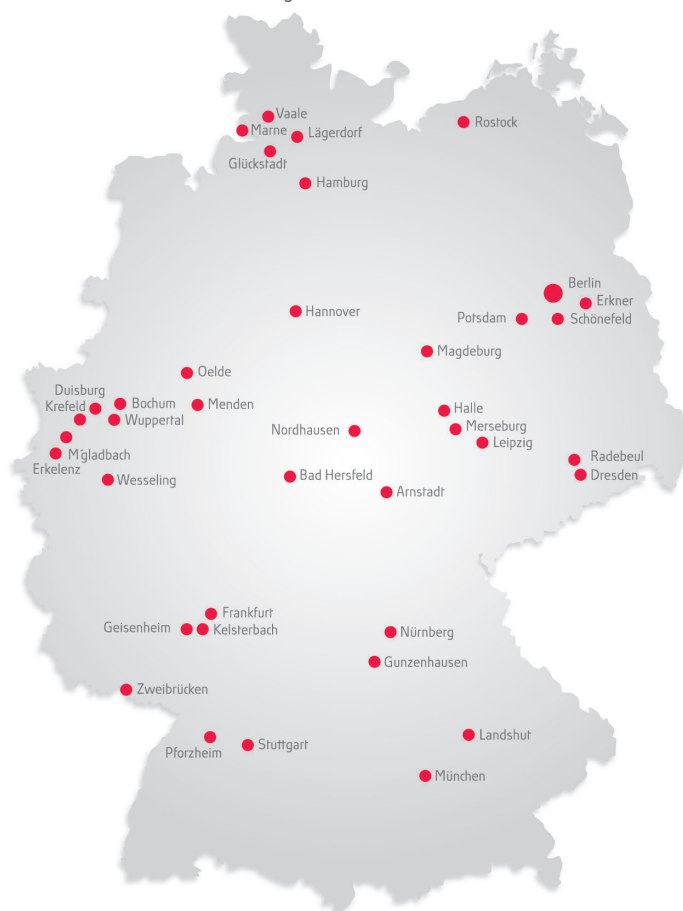 Vaale
Marne
Lägerdorf
Rostock
Glückstadt
Hamburg
Berlin
Erkner
Hannover
Potsdam
Schönefeld
Magdeburg
Oelde
Duisburg
Bochum
Menden
Krefeld
Halle
Wuppertal
Nordhausen
Merseburg
Leipzig
M'gladbach
Radebeul
Erkelenz
Wesseling
Bad Hersfeld
Dresden
Arnstadt
Frankfurt
Geisenheim
Kelsterbach
Nürnberg
Gunzenhausen
Zweibrücken
Landshut
Stuttgart
Pforzheim
München